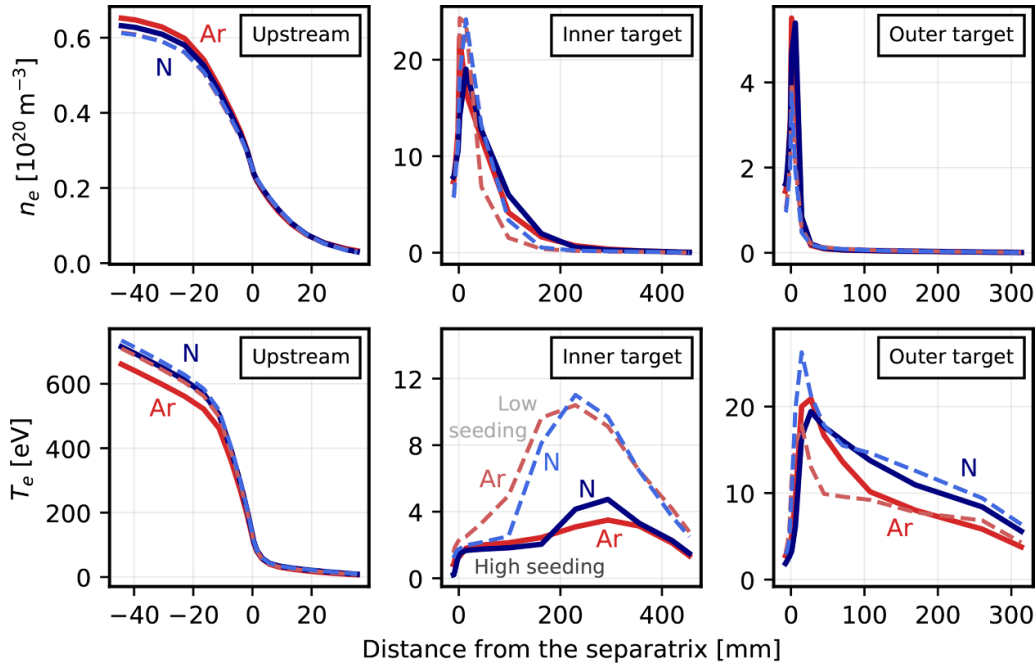 n_e [10^20 m^−3]
0.6
0.4
0.2
0.0
Ar
N
Upstream
−40 −20 0 20
20
10
0
Inner target
0 200 400
4
2
0
Outer target
0 100 200 300
T_e [eV]
600
400
200
0
N
Ar
Upstream
−40 −20 0 20
12
8
4
0
Inner target
Low
seeding
Ar
N
N
Ar
High seeding
0 200 400
30
20
10
0
Outer target
N
Ar
0 100 200 300
Distance from the separatrix [mm]